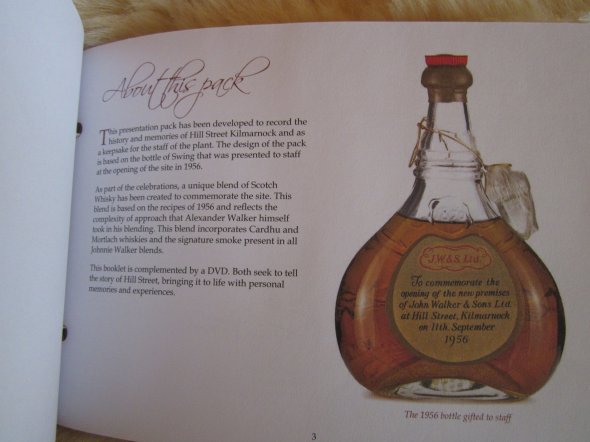 About this pack
This presentation pack has been developed to record the
history and memories of Hill Street Kilmarnock and as
a keepsake for the staff of the plant. The design of the pack
is based on the bottle of Swing that was presented to staff
at the opening of the site in 1956.
As part of the celebrations, a unique blend of Scotch
Whisky has been created to commemorate the site. This
blend is based on the recipes of 1956 and reflects the
complexity of approach that Alexander Walker himself
took in his blending. This blend incorporates Cardhu and
Mortlach whiskies and the signature smoke present in all
Johnnie Walker blends.
This booklet is complemented by a DVD. Both seek to tell
the story of Hill Street, bringing it to life with personal
memories and experiences.
J.W.& S. Ltd.
To commemorate the
opening of the new premises
of John Walker & Sons Ltd.
at Hill Street, Kilmarnock
on 11th. September
1956
The 1956 bottle gifted to staff
3